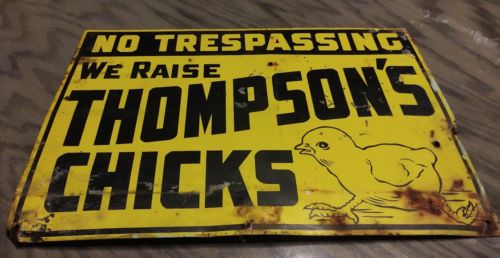 NO TRESPASSING
WE RAISE
THOMPSON'S
CHICKS